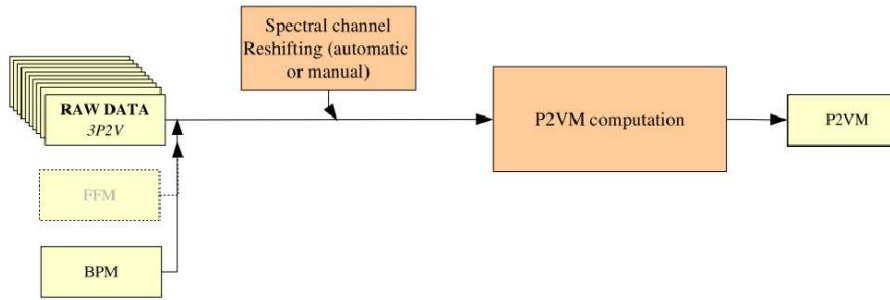 Spectral channel
Reshifting (automatic
or manual)
RAW DATA
3P2V
P2VM computation
P2VM
FFM
BPM